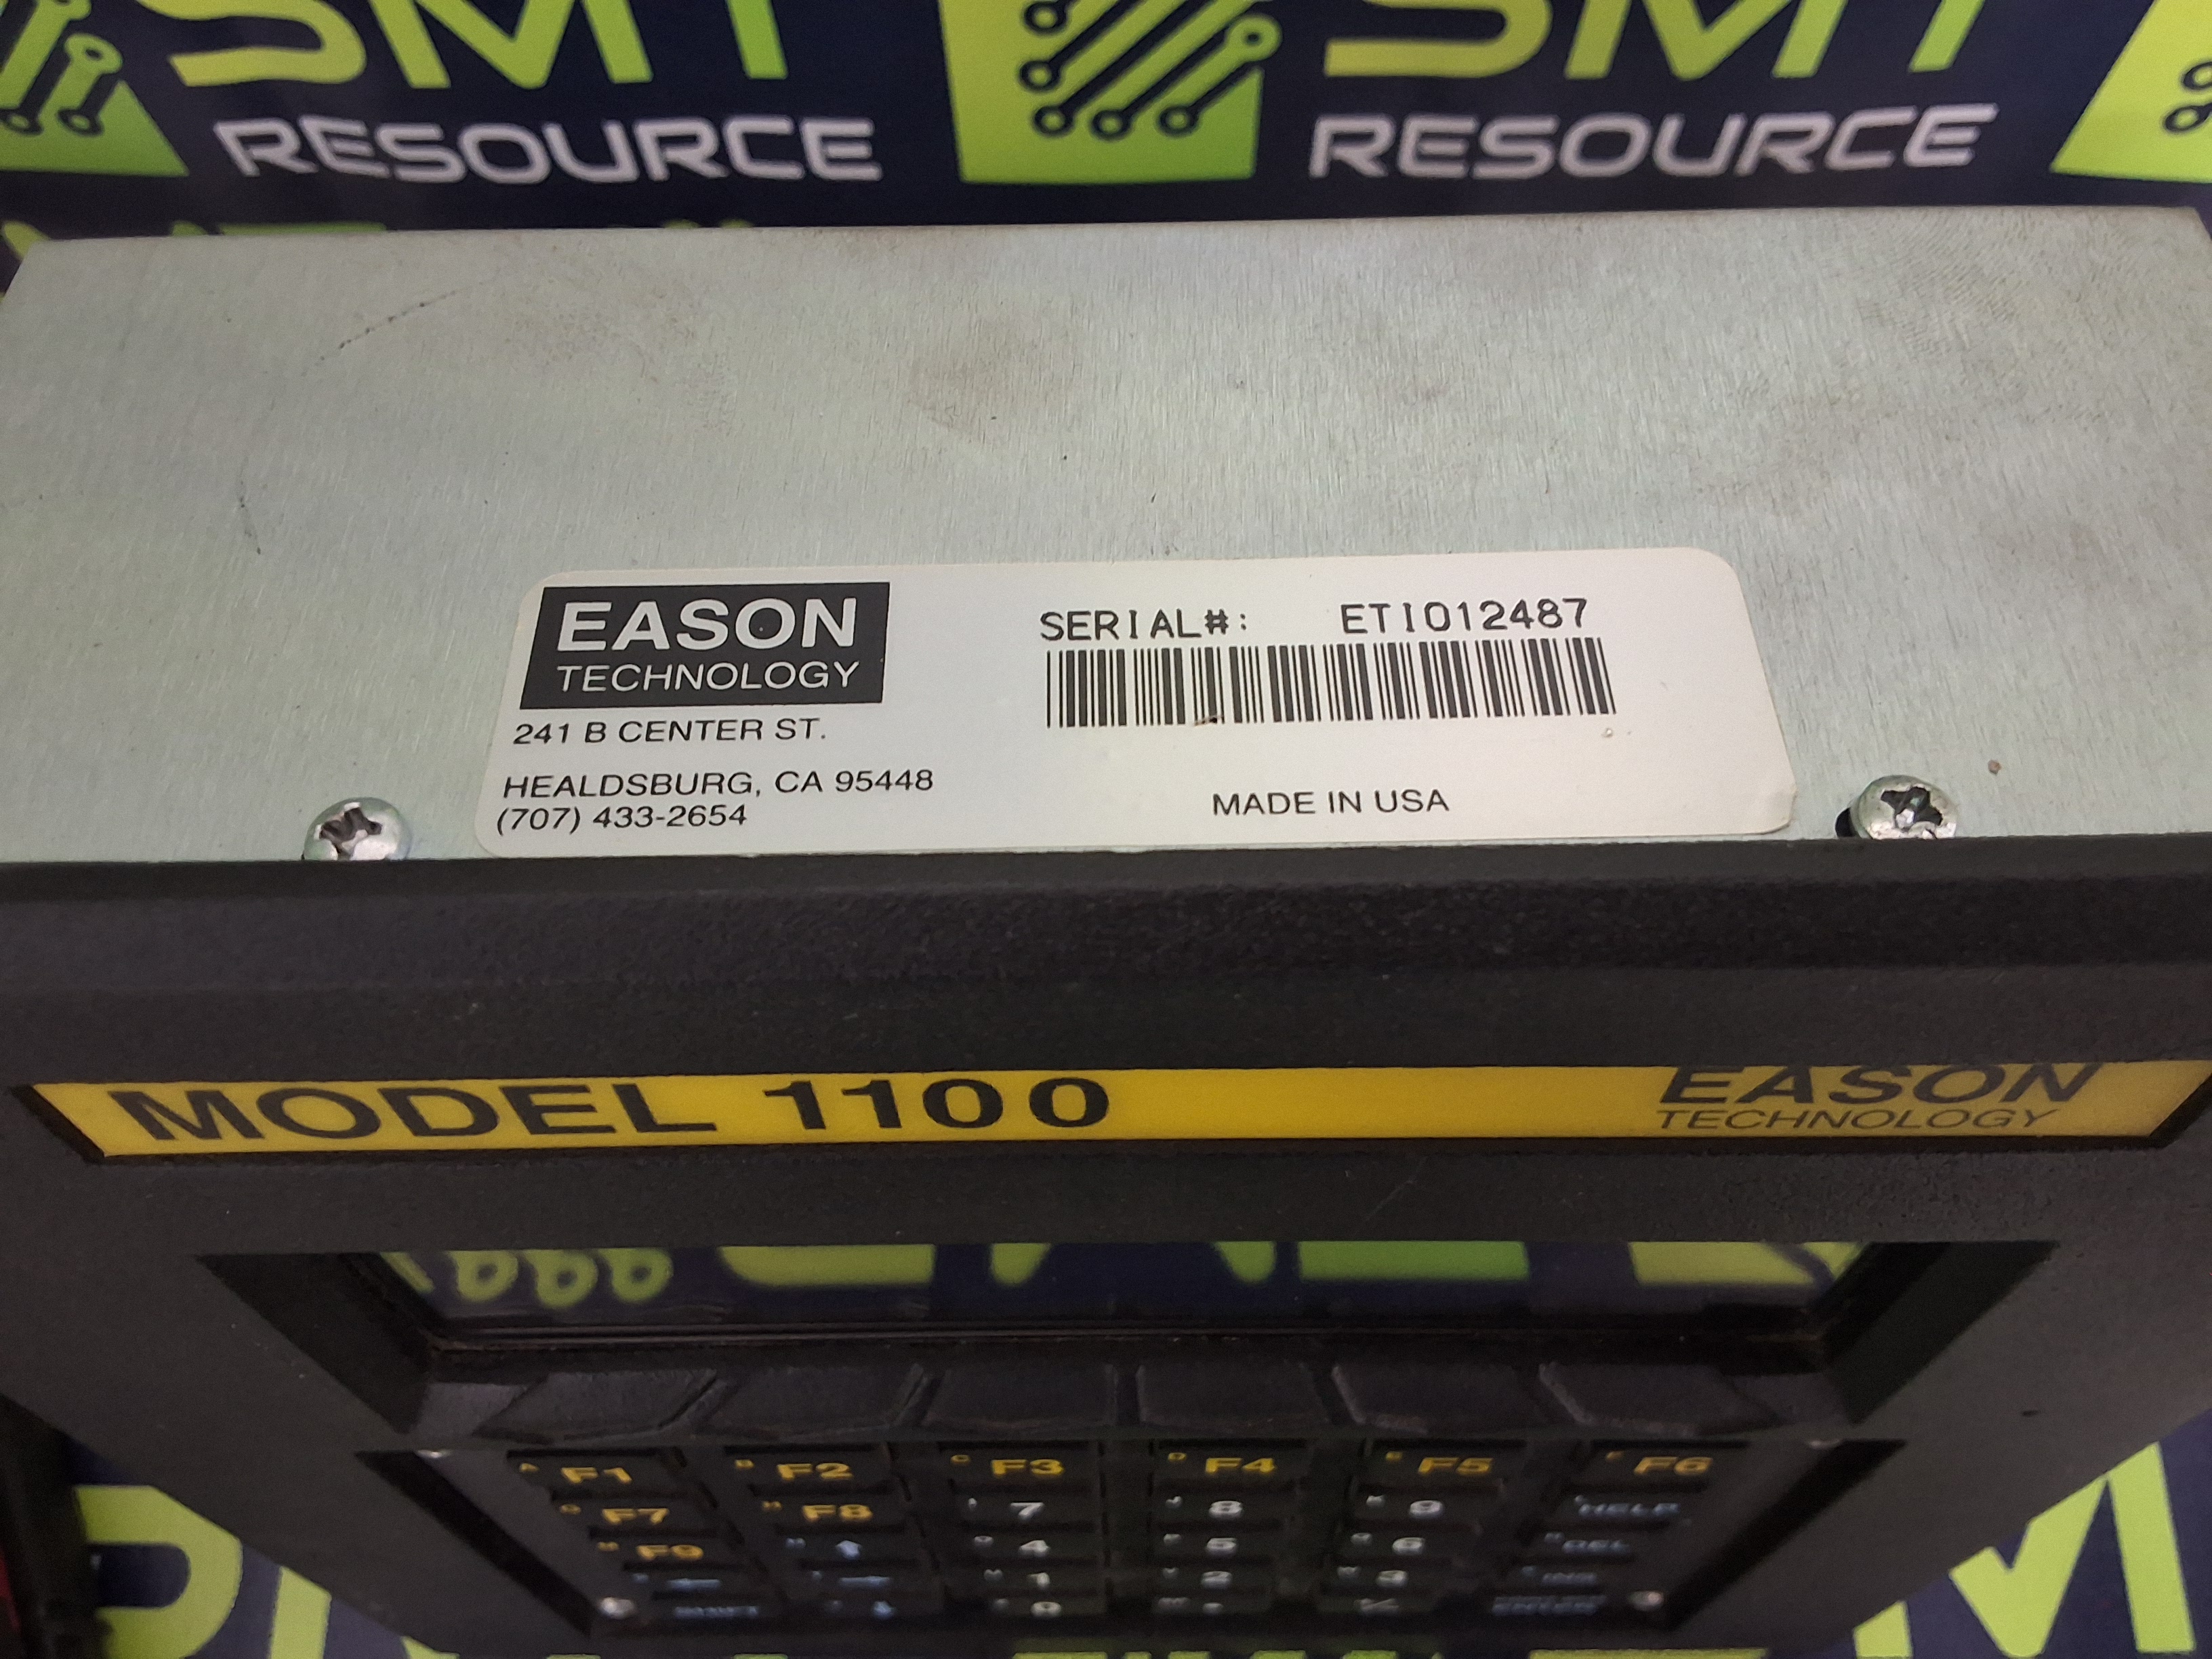 SMT
RESOURCE
SMT
RESOURCE
EASON
TECHNOLOGY
241 B CENTER ST.
HEALDSBURG, CA 95448
(707) 433-2654
SERIAL#: ETI012487
MADE IN USA
MODEL 1100
EASON
TECHNOLOGY
A F1 B F2 C F3 D F4 E F5 F F6
G F7 H F8 I 7 J 8 K 9 L HELP
M F9 N ↑ O 4 P 5 Q 6 R DEL
← → 1 2 3
SHIFT ↓ 0 ENTER